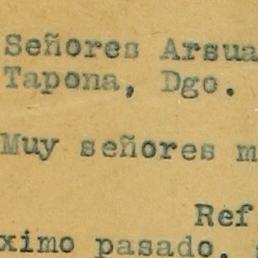 Señores Arsua
Tapona, Dgo.
Muy señores m
Ref
ximo pasado,